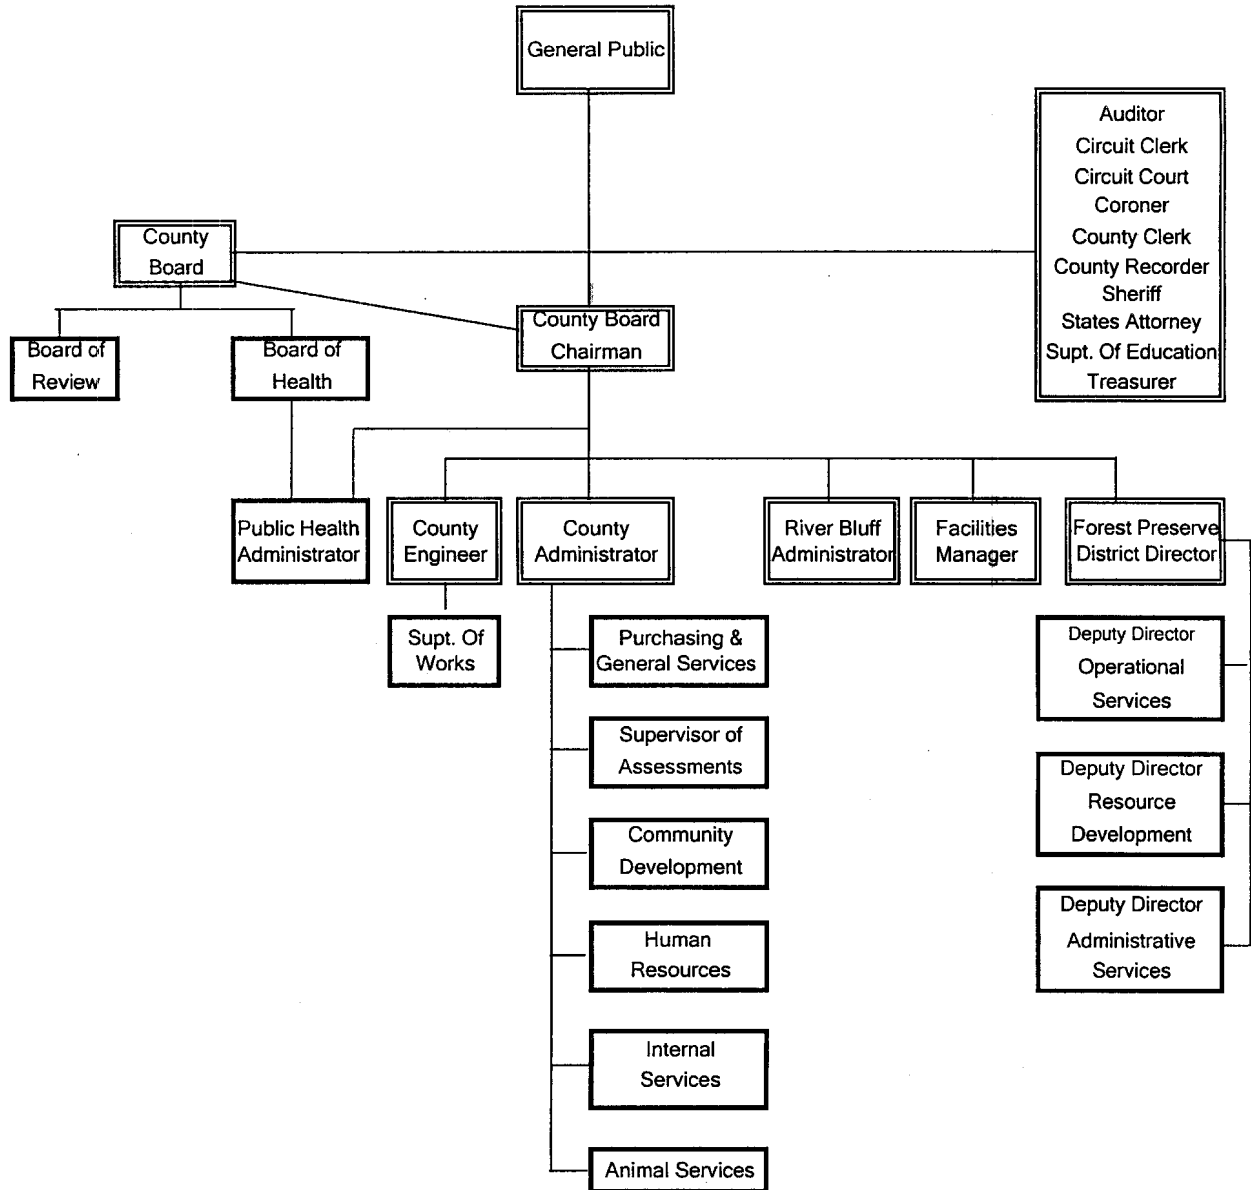 General Public
Auditor
Circuit Clerk
Circuit Court
Coroner
County Clerk
County Recorder
Sheriff
States Attorney
Supt. Of Education
Treasurer
County
Board
County Board
Chairman
Board of
Review
Board of
Health
Public Health
Administrator
County
Engineer
County
Administrator
River Bluff
Administrator
Facilities
Manager
Forest Preserve
District Director
Supt. Of
Works
Purchasing &
General Services
Supervisor of
Assessments
Community
Development
Human
Resources
Internal
Services
Animal Services
Deputy Director
Operational
Services
Deputy Director
Resource
Development
Deputy Director
Administrative
Services